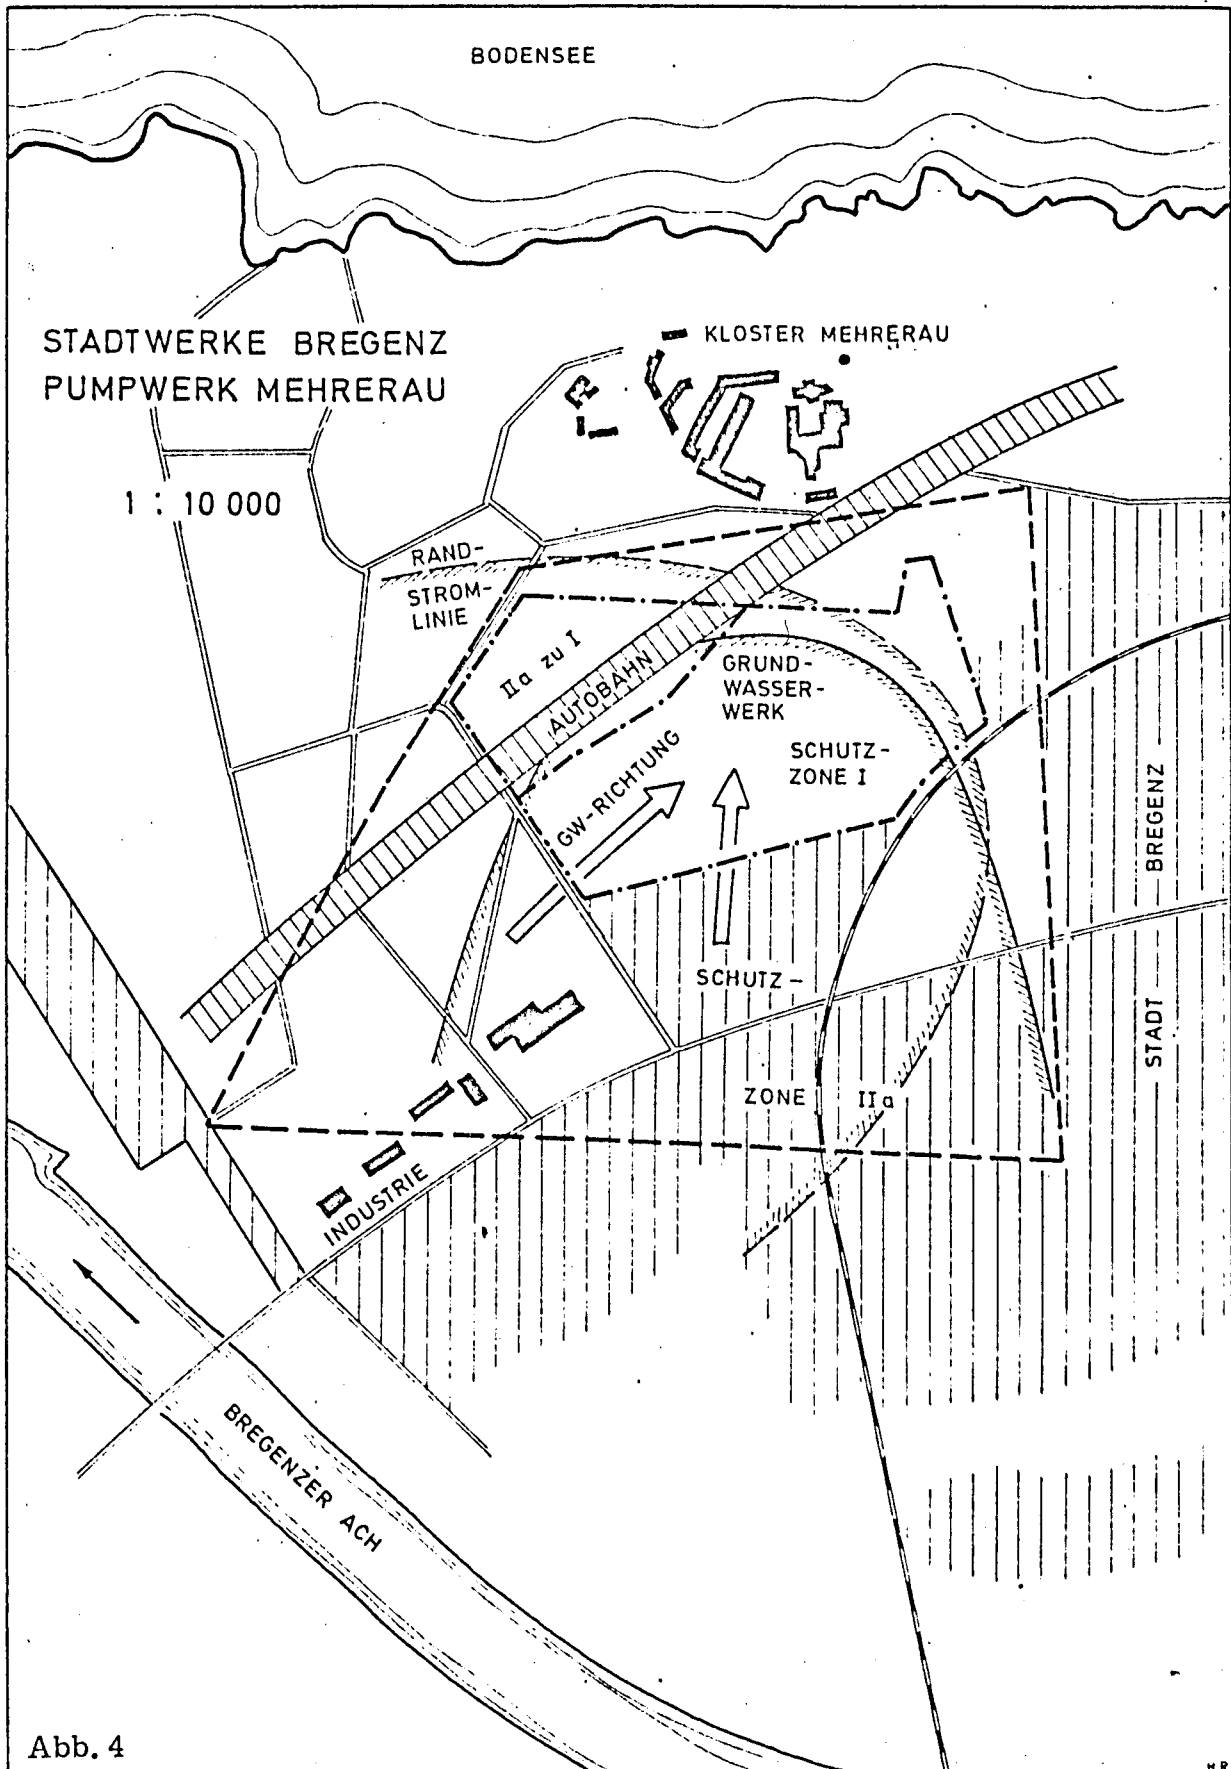 BODENSEE
STADTWERKE BREGENZ
PUMPWERK MEHRERAU
1 : 10 000
KLOSTER MEHRERAU
RAND-
STROM-
LINIE
IIa zu I
AUTOBAHN
GRUND-
WASSER-
WERK
SCHUTZ-
ZONE I
GW-RICHTUNG
SCHUTZ-
ZONE IIa
STADT BREGENZ
INDUSTRIE
BREGENZER ACH
Abb. 4
HR